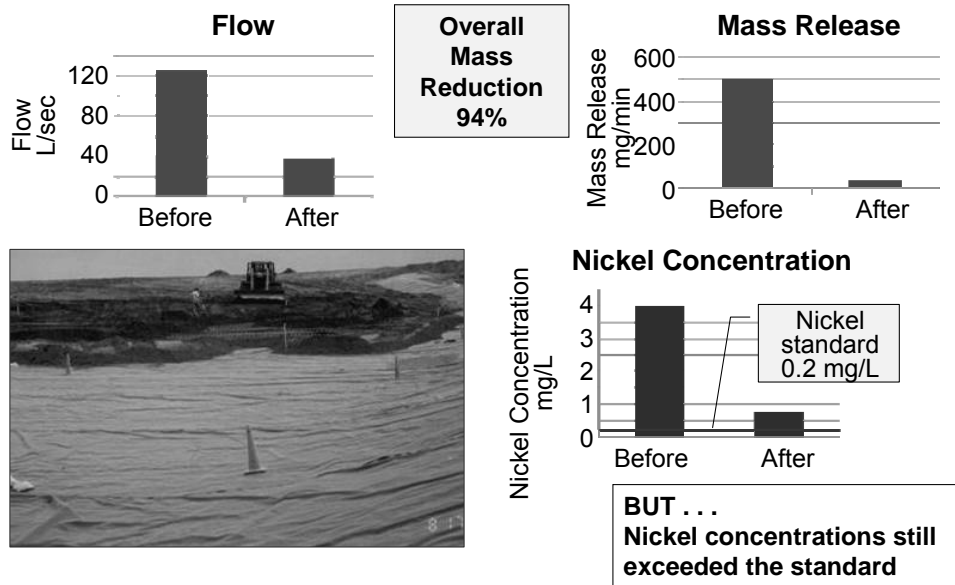 Flow
Flow
L/sec
120
80
40
0
Before
After
Overall
Mass
Reduction
94%
Mass Release
Mass Release
mg/min
600
400
200
0
Before
After
8 17
Nickel Concentration
Nickel Concentration
mg/L
4
3
2
1
0
Before
After
Nickel
standard
0.2 mg/L
BUT . . .
Nickel concentrations still
exceeded the standard